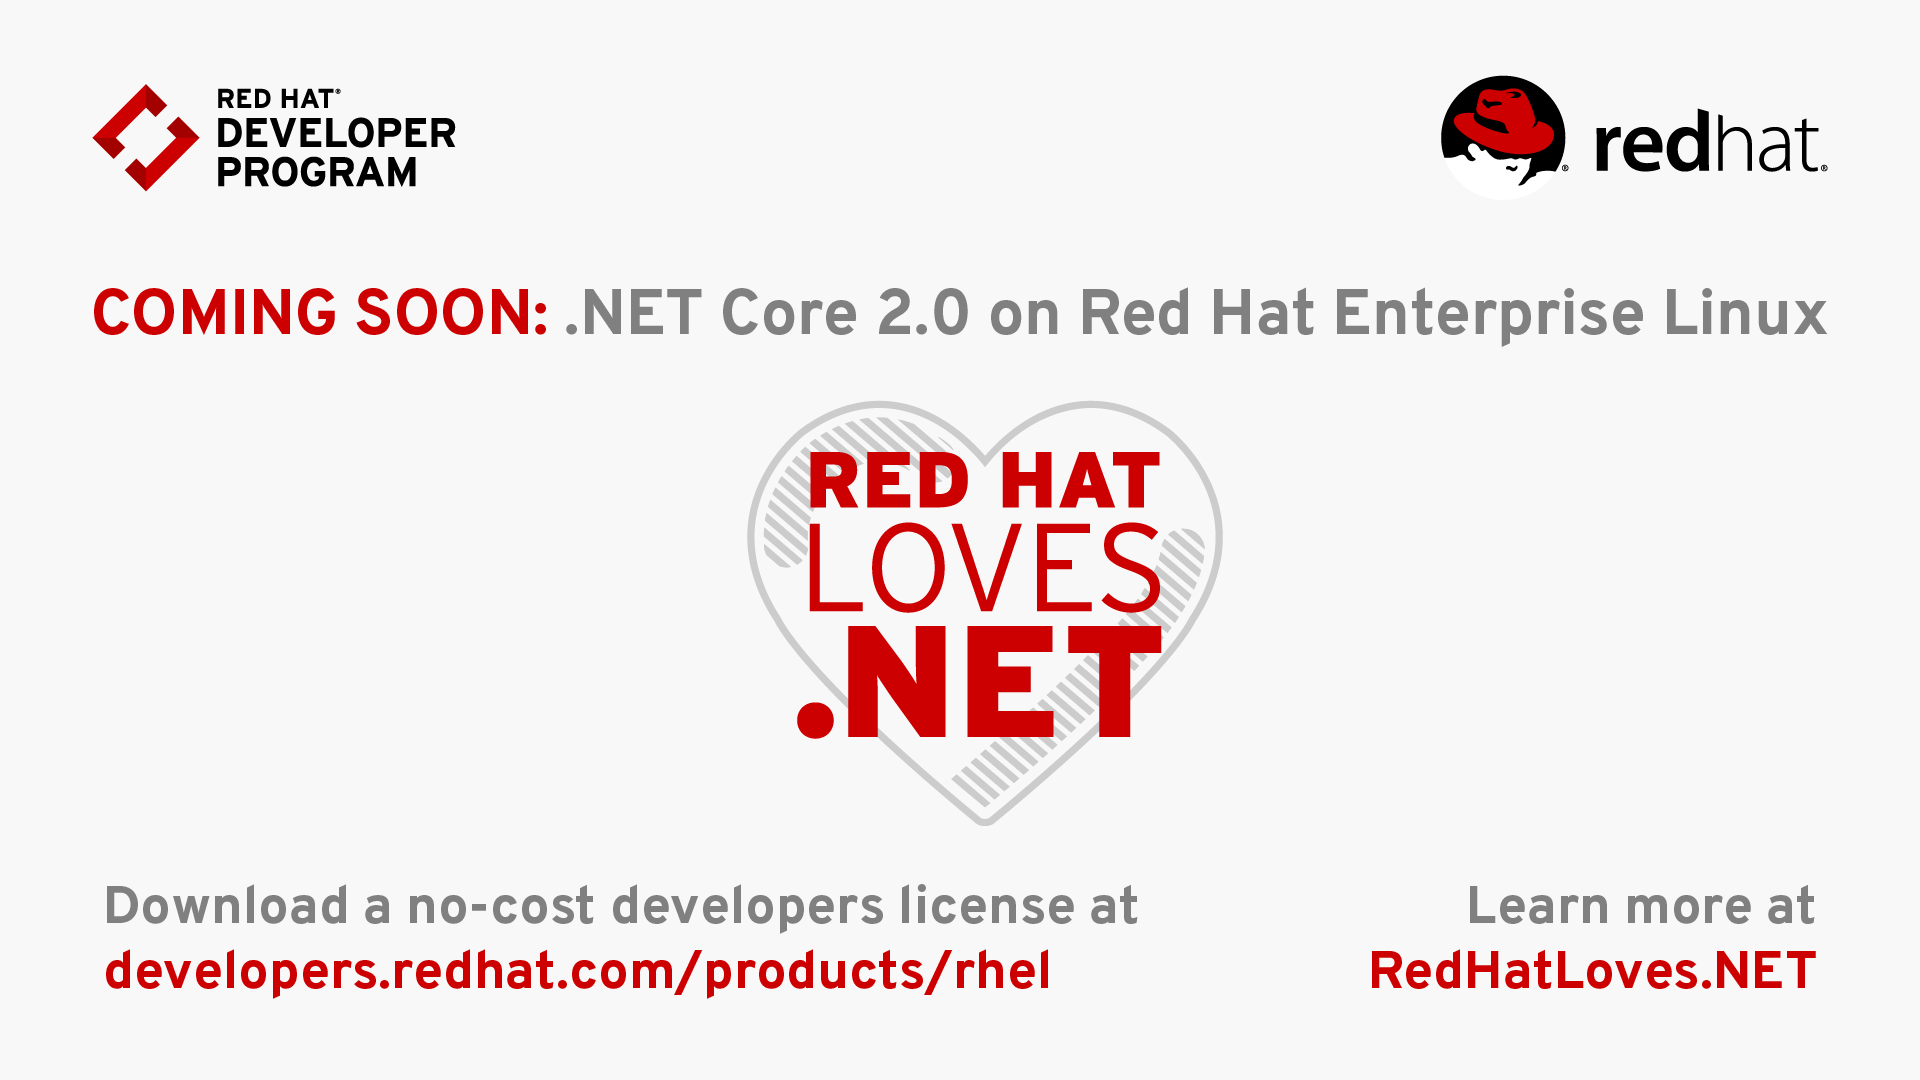 RED HAT®
DEVELOPER
PROGRAM
® redhat.®
COMING SOON: .NET Core 2.0 on Red Hat Enterprise Linux
RED HAT
LOVES
.NET
Download a no-cost developers license at
developers.redhat.com/products/rhel
Learn more at
RedHatLoves.NET